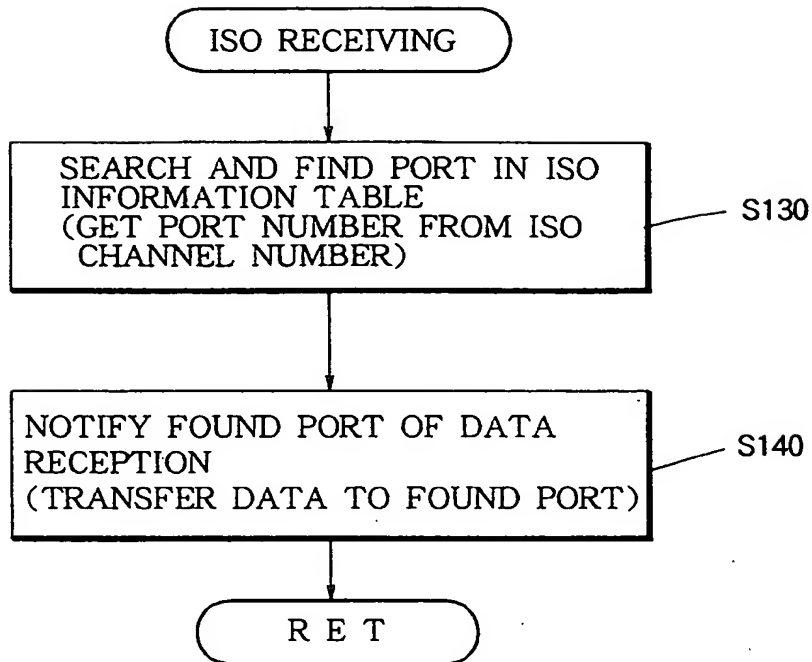 ISO RECEIVING
SEARCH AND FIND PORT IN ISO
INFORMATION TABLE
(GET PORT NUMBER FROM ISO
CHANNEL NUMBER)
S130
NOTIFY FOUND PORT OF DATA
RECEPTION
(TRANSFER DATA TO FOUND PORT)
S140
R E T